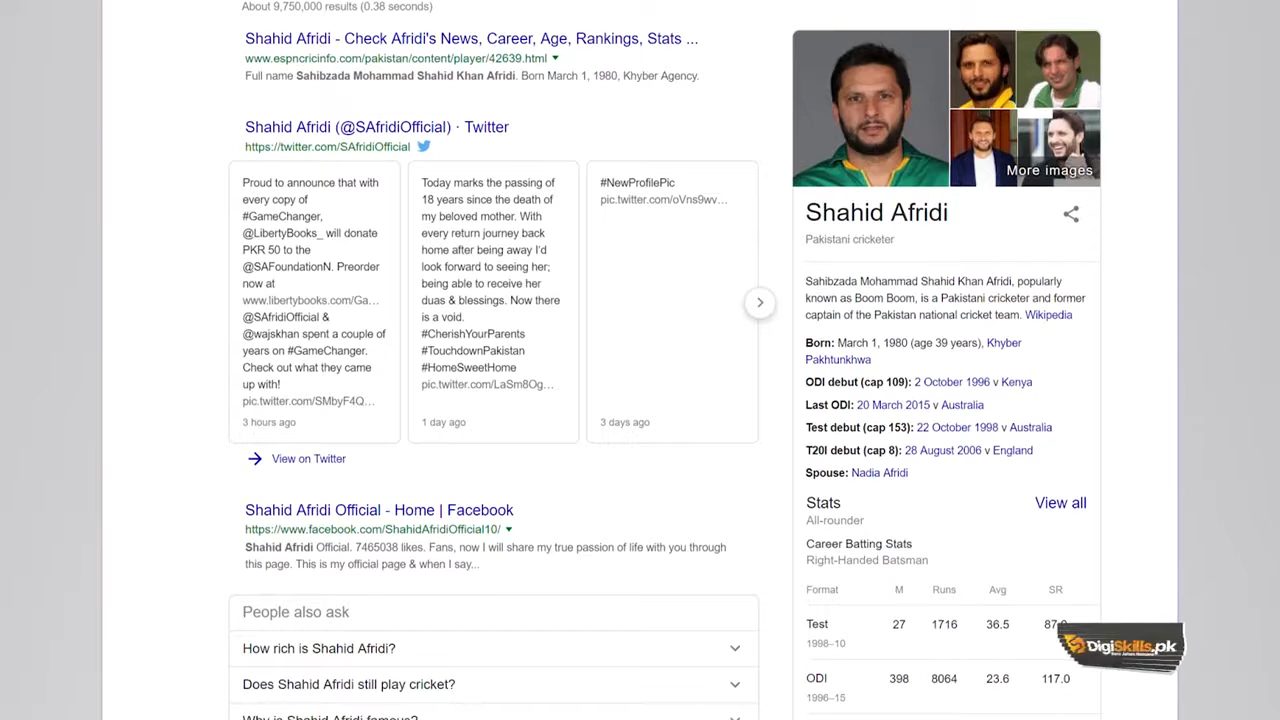 About 9,750,000 results (0.38 seconds)
Shahid Afridi - Check Afridi's News, Career, Age, Rankings, Stats ...
www.espncricinfo.com/pakistan/content/player/42639.html
Full name Sahibzada Mohammad Shahid Khan Afridi. Born March 1, 1980, Khyber Agency.
Shahid Afridi (@SAfridiOfficial) · Twitter
https://twitter.com/SAfridiOfficial
Proud to announce that with
every copy of
#GameChanger,
@LibertyBooks_ will donate
PKR 50 to the
@SAFoundationN. Preorder
now at
www.libertybooks.com/Ga...
@SAfridiOfficial &
@wajskhan spent a couple of
years on #GameChanger.
Check out what they came
up with!
pic.twitter.com/SMbyF4Q...
3 hours ago
Today marks the passing of
18 years since the death of
my beloved mother. With
every return journey back
home after being away I'd
look forward to seeing her;
being able to receive her
duas & blessings. Now there
is a void.
#CherishYourParents
#TouchdownPakistan
#HomeSweetHome
pic.twitter.com/LaSm8Og...
1 day ago
#NewProfilePic
pic.twitter.com/oVns9wv...
3 days ago
View on Twitter
Shahid Afridi Official - Home | Facebook
https://www.facebook.com/ShahidAfridiOfficial10/
Shahid Afridi Official. 7465038 likes. Fans, now I will share my true passion of life with you through
this page. This is my official page & when I say...
People also ask
How rich is Shahid Afridi?
Does Shahid Afridi still play cricket?
Why is Shahid Afridi famous?
More images
Shahid Afridi
Pakistani cricketer
Sahibzada Mohammad Shahid Khan Afridi, popularly
known as Boom Boom, is a Pakistani cricketer and former
captain of the Pakistan national cricket team. Wikipedia
Born: March 1, 1980 (age 39 years), Khyber
Pakhtunkhwa
ODI debut (cap 109): 2 October 1996 v Kenya
Last ODI: 20 March 2015 v Australia
Test debut (cap 153): 22 October 1998 v Australia
T20I debut (cap 8): 28 August 2006 v England
Spouse: Nadia Afridi
Stats View all
All-rounder
Career Batting Stats
Right-Handed Batsman
Format M Runs Avg SR
Test 27 1716 36.5
1998–10
ODI 398 8064 23.6 117.0
1996–15
DigiSkills.pk